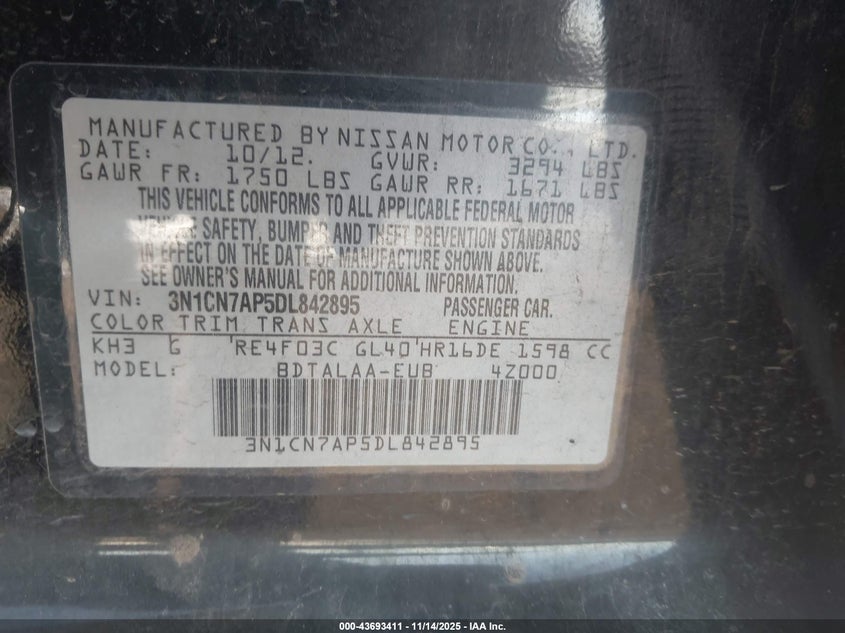 MANUFACTURED BY NISSAN MOTOR CO., LTD.
DATE: 10/12. GVWR: 3294 LBS
GAWR FR: 1750 LBS GAWR RR: 1671 LBS
THIS VEHICLE CONFORMS TO ALL APPLICABLE FEDERAL MOTOR
VEHICLE SAFETY, BUMPER AND THEFT PREVENTION STANDARDS
IN EFFECT ON THE DATE OF MANUFACTURE SHOWN ABOVE.
SEE OWNER'S MANUAL FOR ADDITIONAL INFORMATION.
VIN: 3N1CN7AP5DL842895 PASSENGER CAR.
COLOR TRIM TRANS AXLE ENGINE
KH3 G RE4F03C GL40 HR16DE 1598 CC
MODEL: BDTALAA-EUB 4Z000
3N1CN7AP5DL842895
000-43693411 - 11/14/2025 - IAA Inc.